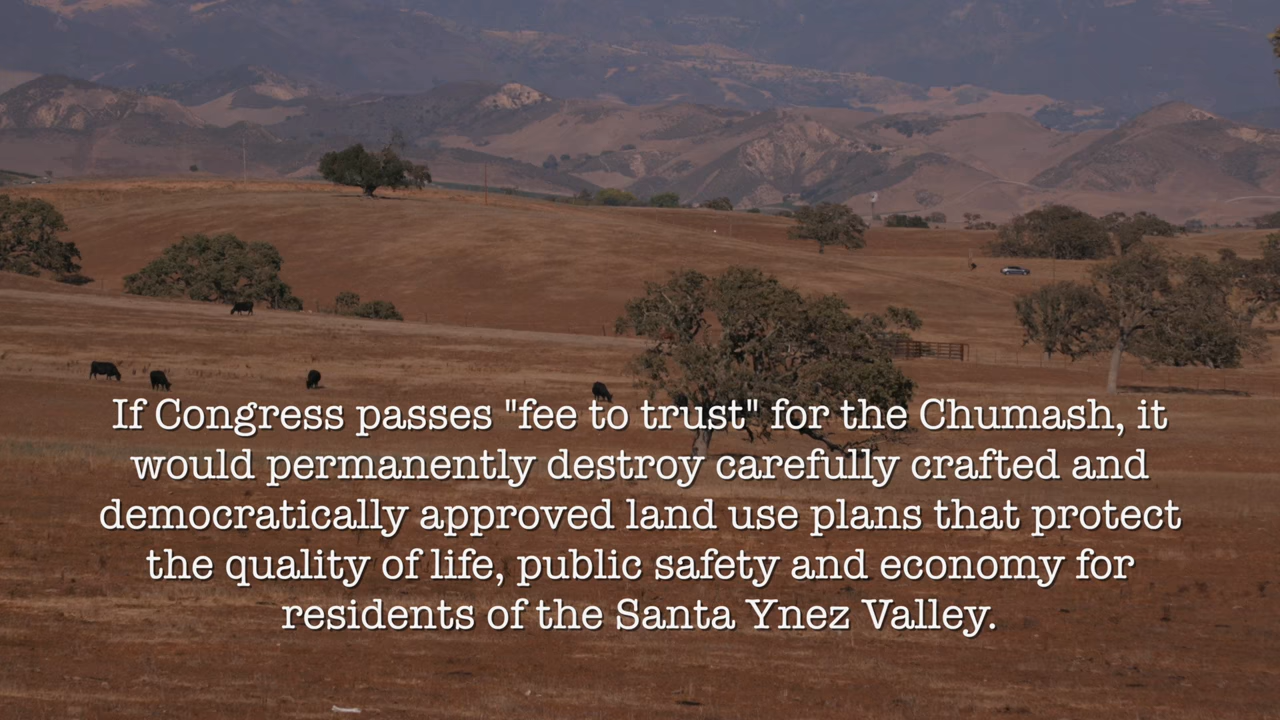 If Congress passes "fee to trust" for the Chumash, it
would permanently destroy carefully crafted and
democratically approved land use plans that protect
the quality of life, public safety and economy for
residents of the Santa Ynez Valley.